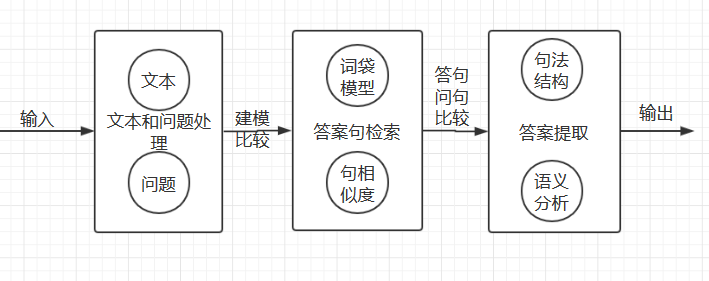 输入
文本
文本和问题处
理
问题
建模
比较
词袋
模型
答案句检索
句相
似度
答句
问句
比较
句法
结构
答案提取
语义
分析
输出